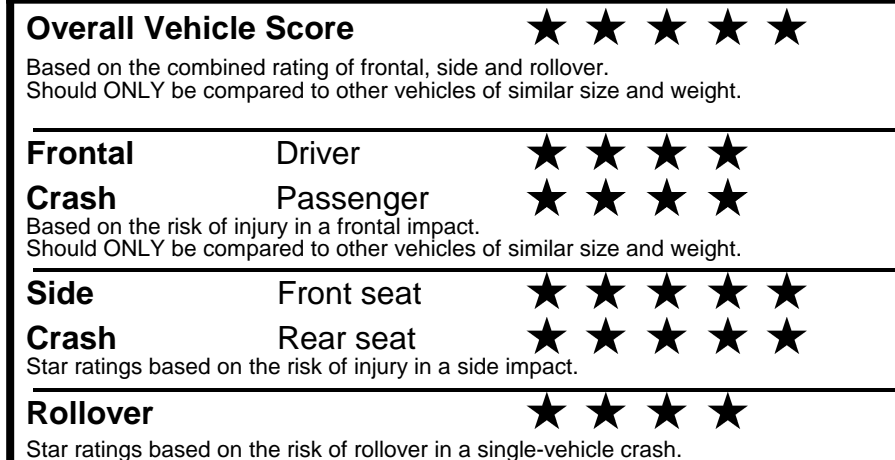 Overall Vehicle Score ★ ★ ★ ★ ★
Based on the combined rating of frontal, side and rollover.
Should ONLY be compared to other vehicles of similar size and weight.
Frontal Driver ★ ★ ★ ★
Crash Passenger ★ ★ ★ ★
Based on the risk of injury in a frontal impact.
Should ONLY be compared to other vehicles of similar size and weight.
Side Front seat ★ ★ ★ ★ ★
Crash Rear seat ★ ★ ★ ★ ★
Star ratings based on the risk of injury in a side impact.
Rollover ★ ★ ★ ★
Star ratings based on the risk of rollover in a single-vehicle crash.